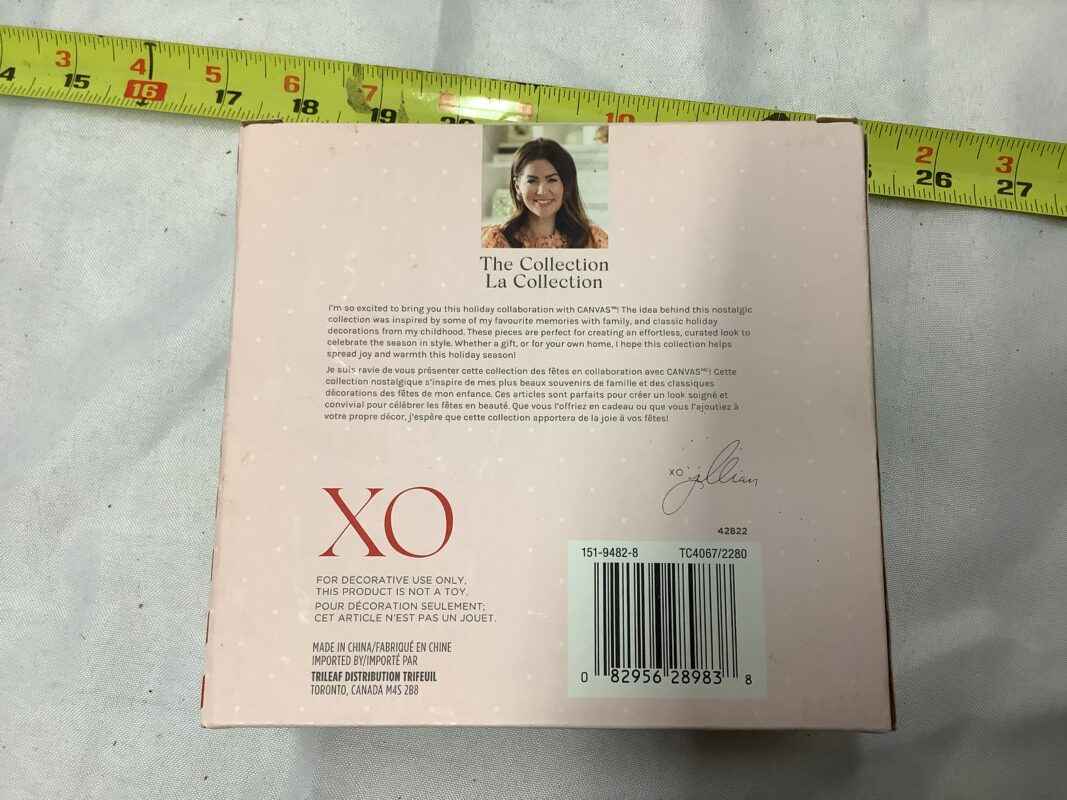 3 4 5 6 7 10 2 3
4 15 16 17 18 19 26 27
The Collection
La Collection
I'm so excited to bring you this holiday collaboration with CANVAS™! The idea behind this nostalgic
collection was inspired by some of my favourite memories with family, and classic holiday
decorations from my childhood. These pieces are perfect for creating an effortless, curated look to
celebrate the season in style. Whether a gift, or for your own home, I hope this collection helps
spread joy and warmth this holiday season!
Je suis ravie de vous présenter cette collection des fêtes en collaboration avec CANVAS🅪! Cette
collection nostalgique s'inspire de mes plus beaux souvenirs de famille et des classiques
décorations des fêtes de mon enfance. Ces articles sont parfaits pour créer un look soigné et
convivial pour célébrer les fêtes en beauté. Que vous l'offriez en cadeau ou que vous l'ajoutiez à
votre propre décor, j'espère que cette collection apportera de la joie à vos fêtes!
xo jillian
XO
42B22
151-9482-8 TC4067/2280
0 82956 28983 8
FOR DECORATIVE USE ONLY.
THIS PRODUCT IS NOT A TOY.
POUR DÉCORATION SEULEMENT;
CET ARTICLE N'EST PAS UN JOUET.
MADE IN CHINA/FABRIQUÉ EN CHINE
IMPORTED BY/IMPORTÉ PAR
TRILEAF DISTRIBUTION TRIFEUIL
TORONTO, CANADA M4S 2B8